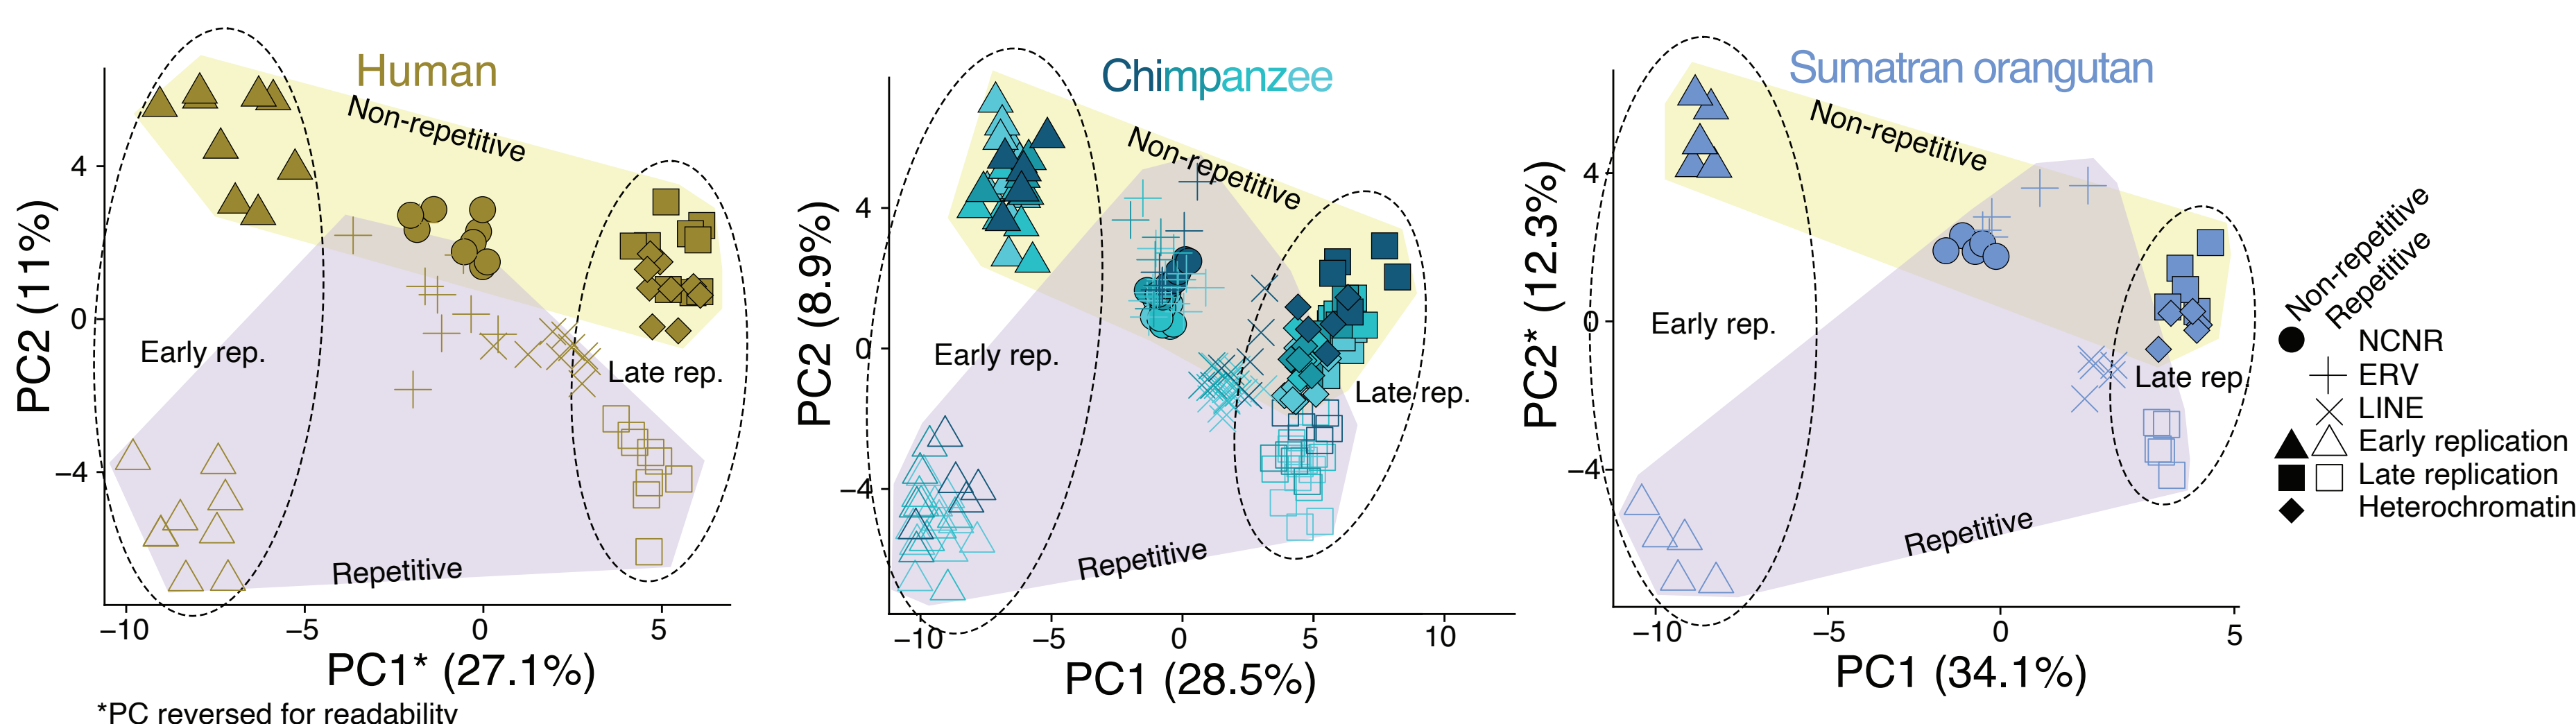 Human
Non-repetitive
Early rep.
Late rep.
Repetitive
4
0
−4
PC2 (11%)
−10
−5
0
5
PC1* (27.1%)
*PC reversed for readability
Chimpanzee
Non-repetitive
Early rep.
Late rep.
Repetitive
4
0
−4
PC2 (8.9%)
−10
−5
0
5
10
PC1 (28.5%)
Sumatran orangutan
Non-repetitive
Early rep.
Late rep.
Repetitive
4
0
−4
PC2* (12.3%)
−10
−5
0
5
PC1 (34.1%)
Non-repetitive
Repetitive
NCNR
ERV
LINE
Early replication
Late replication
Heterochromatin